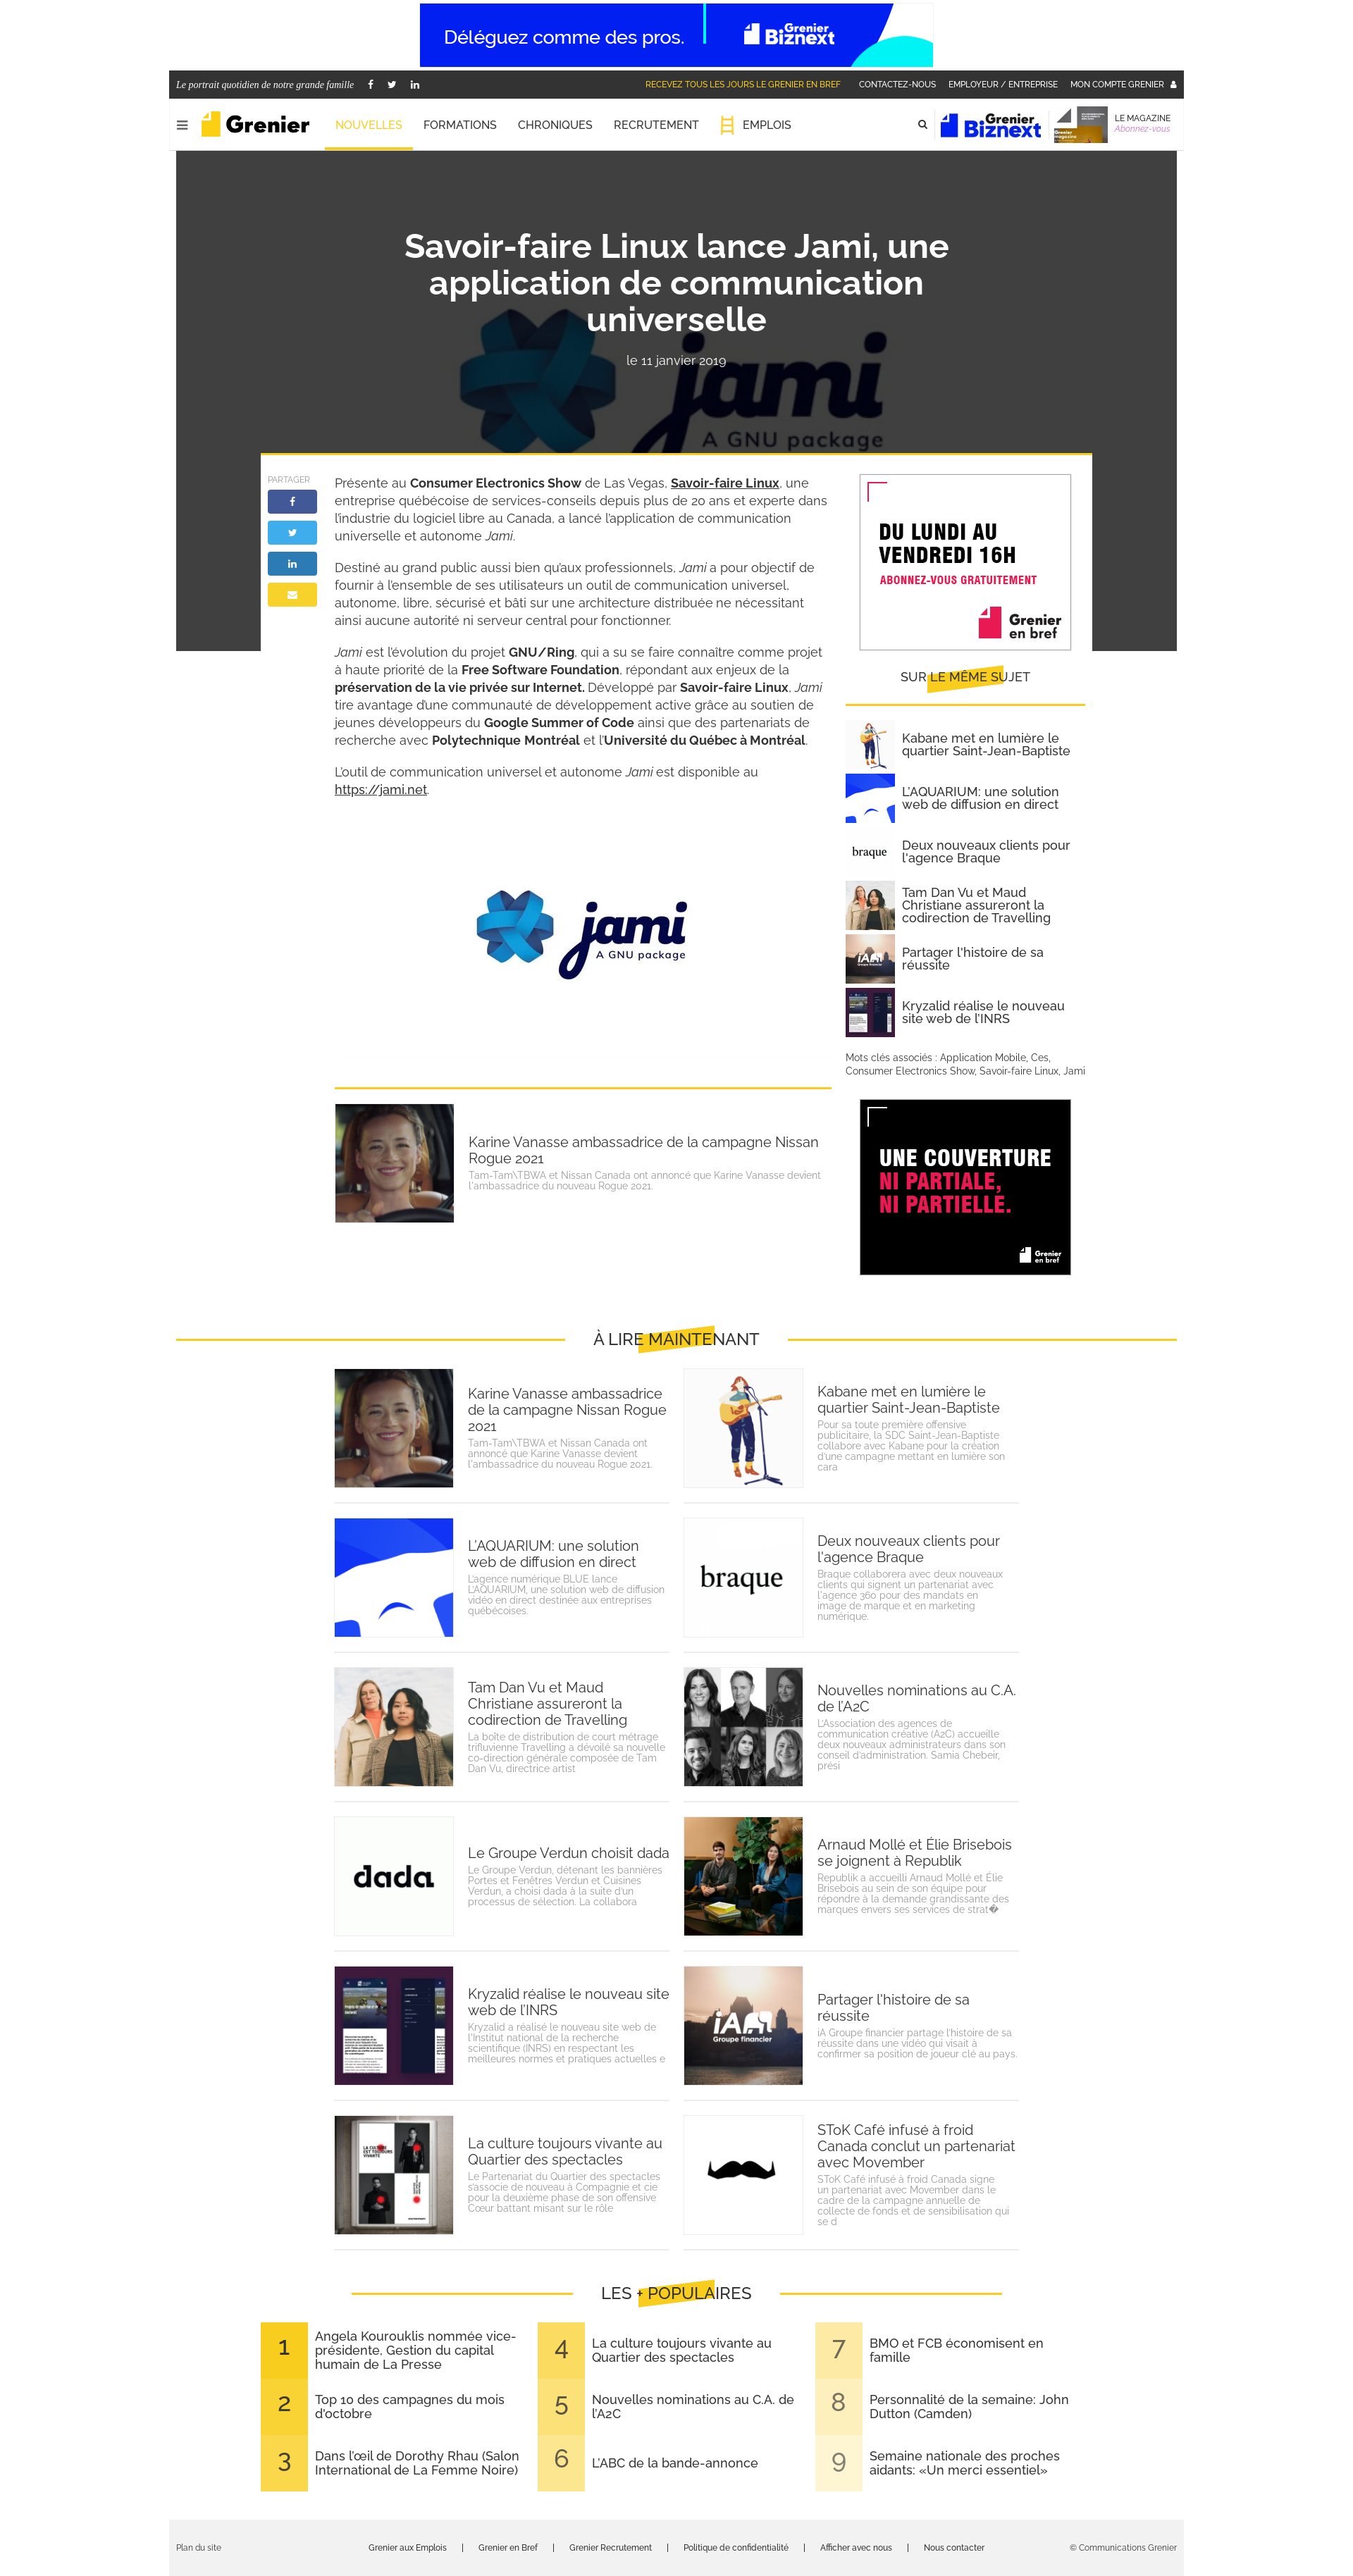 Déléguez comme des pros.
Grenier
Biznext
Le portrait quotidien de notre grande famille
RECEVEZ TOUS LES JOURS LE GRENIER EN BREF
CONTACTEZ-NOUS
EMPLOYEUR / ENTREPRISE
MON COMPTE GRENIER
Grenier
NOUVELLES
FORMATIONS
CHRONIQUES
RECRUTEMENT
EMPLOIS
Grenier
Biznext
LE MAGAZINE
Abonnez-vous
Savoir-faire Linux lance Jami, une
application de communication
universelle
le 11 janvier 2019
jami
A GNU package
PARTAGER
Présente au Consumer Electronics Show de Las Vegas, Savoir-faire Linux, une
entreprise québécoise de services-conseils depuis plus de 20 ans et experte dans
l'industrie du logiciel libre au Canada, a lancé l'application de communication
universelle et autonome Jami.
Destiné au grand public aussi bien qu'aux professionnels, Jami a pour objectif de
fournir à l'ensemble de ses utilisateurs un outil de communication universel,
autonome, libre, sécurisé et bâti sur une architecture distribuée ne nécessitant
ainsi aucune autorité ni serveur central pour fonctionner.
Jami est l'évolution du projet GNU/Ring, qui a su se faire connaître comme projet
à haute priorité de la Free Software Foundation, répondant aux enjeux de la
préservation de la vie privée sur Internet. Développé par Savoir-faire Linux, Jami
tire avantage d'une communauté de développement active grâce au soutien de
jeunes développeurs du Google Summer of Code ainsi que des partenariats de
recherche avec Polytechnique Montréal et l'Université du Québec à Montréal.
L'outil de communication universel et autonome Jami est disponible au
https://jami.net.
jami
A GNU package
Karine Vanasse ambassadrice de la campagne Nissan
Rogue 2021
Tam-Tam\TBWA et Nissan Canada ont annoncé que Karine Vanasse devient
l'ambassadrice du nouveau Rogue 2021.
DU LUNDI AU
VENDREDI 16H
ABONNEZ-VOUS GRATUITEMENT
Grenier
en bref
SUR LE MÊME SUJET
Kabane met en lumière le
quartier Saint-Jean-Baptiste
L'AQUARIUM: une solution
web de diffusion en direct
braque
Deux nouveaux clients pour
l'agence Braque
Tam Dan Vu et Maud
Christiane assureront la
codirection de Travelling
iA
Groupe financier
Partager l'histoire de sa
réussite
Kryzalid réalise le nouveau
site web de l'INRS
Mots clés associés : Application Mobile, Ces,
Consumer Electronics Show, Savoir-faire Linux, Jami
UNE COUVERTURE
NI PARTIALE,
NI PARTIELLE.
Grenier
en bref
À LIRE MAINTENANT
Karine Vanasse ambassadrice
de la campagne Nissan Rogue
2021
Tam-Tam\TBWA et Nissan Canada ont
annoncé que Karine Vanasse devient
l'ambassadrice du nouveau Rogue 2021.
Kabane met en lumière le
quartier Saint-Jean-Baptiste
Pour sa toute première offensive
publicitaire, la SDC Saint-Jean-Baptiste
collabore avec Kabane pour la création
d'une campagne mettant en lumière son
cara
L'AQUARIUM: une solution
web de diffusion en direct
L'agence numérique BLUE lance
L'AQUARIUM, une solution web de diffusion
vidéo en direct destinée aux entreprises
québécoises.
braque
Deux nouveaux clients pour
l'agence Braque
Braque collaborera avec deux nouveaux
clients qui signent un partenariat avec
l'agence 360 pour des mandats en
image de marque et en marketing
numérique.
Tam Dan Vu et Maud
Christiane assureront la
codirection de Travelling
La boîte de distribution de court métrage
trifluvienne Travelling a dévoilé sa nouvelle
co-direction générale composée de Tam
Dan Vu, directrice artist
Nouvelles nominations au C.A.
de l'A2C
L'Association des agences de
communication créative (A2C) accueille
deux nouveaux administrateurs dans son
conseil d'administration. Samia Chebeir,
prési
dada
Le Groupe Verdun choisit dada
Le Groupe Verdun, détenant les bannières
Portes et Fenêtres Verdun et Cuisines
Verdun, a choisi dada à la suite d'un
processus de sélection. La collabora
Arnaud Mollé et Élie Brisebois
se joignent à Republik
Republik a accueilli Arnaud Mollé et Élie
Brisebois au sein de son équipe pour
répondre à la demande grandissante des
marques envers ses services de strat�
Kryzalid réalise le nouveau site
web de l'INRS
Kryzalid a réalisé le nouveau site web de
l'Institut national de la recherche
scientifique (INRS) en respectant les
meilleures normes et pratiques actuelles e
iA
Groupe financier
Partager l'histoire de sa
réussite
iA Groupe financier partage l'histoire de sa
réussite dans une vidéo qui visait à
confirmer sa position de joueur clé au pays.
LA CULTURE
EST TOUJOURS
VIVANTE
La culture toujours vivante au
Quartier des spectacles
Le Partenariat du Quartier des spectacles
s'associe de nouveau à Compagnie et cie
pour la deuxième phase de son offensive
Cœur battant misant sur le rôle
SToK Café infusé à froid
Canada conclut un partenariat
avec Movember
SToK Café infusé à froid Canada signe
un partenariat avec Movember dans le
cadre de la campagne annuelle de
collecte de fonds et de sensibilisation qui
se d
LES + POPULAIRES
1
Angela Kourouklis nommée vice-
présidente, Gestion du capital
humain de La Presse
2
Top 10 des campagnes du mois
d'octobre
3
Dans l'œil de Dorothy Rhau (Salon
International de La Femme Noire)
4
La culture toujours vivante au
Quartier des spectacles
5
Nouvelles nominations au C.A. de
l'A2C
6
L'ABC de la bande-annonce
7
BMO et FCB économisent en
famille
8
Personnalité de la semaine: John
Dutton (Camden)
9
Semaine nationale des proches
aidants: «Un merci essentiel»
Plan du site
Grenier aux Emplois | Grenier en Bref | Grenier Recrutement | Politique de confidentialité | Afficher avec nous | Nous contacter
© Communications Grenier